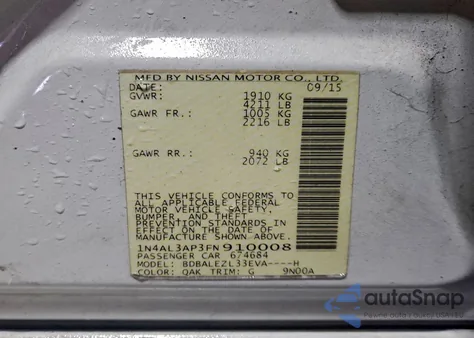 MFD BY NISSAN MOTOR CO., LTD.
DATE: 09/15
GVWR: 1910 KG
4211 LB
GAWR FR.: 1005 KG
2216 LB
GAWR RR.: 940 KG
2072 LB
THIS VEHICLE CONFORMS TO
ALL APPLICABLE FEDERAL
MOTOR VEHICLE SAFETY,
BUMPER, AND THEFT
PREVENTION STANDARDS IN
EFFECT ON THE DATE OF
MANUFACTURE SHOWN ABOVE.
1N4AL3AP3FN910008
PASSENGER CAR 674684
MODEL: BDBALEZL33EVA----H
COLOR: QAK TRIM: G 9N00A
autoSnap